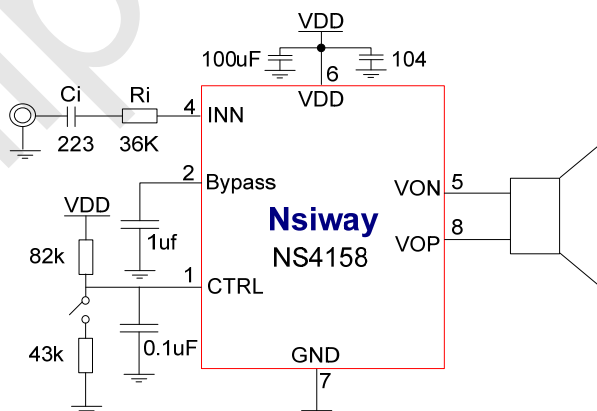 VDD
100uF
104
6
VDD
Ci
Ri
4
INN
223
36K
2
Bypass
VON
5
VDD
1uf
Nsiway
8
82k
NS4158
VOP
1
CTRL
43k
0.1uF
GND
7